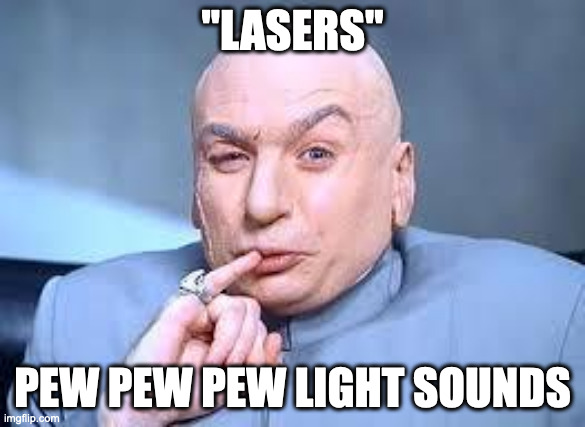 "LASERS"
PEW PEW PEW LIGHT SOUNDS
imgflip.com